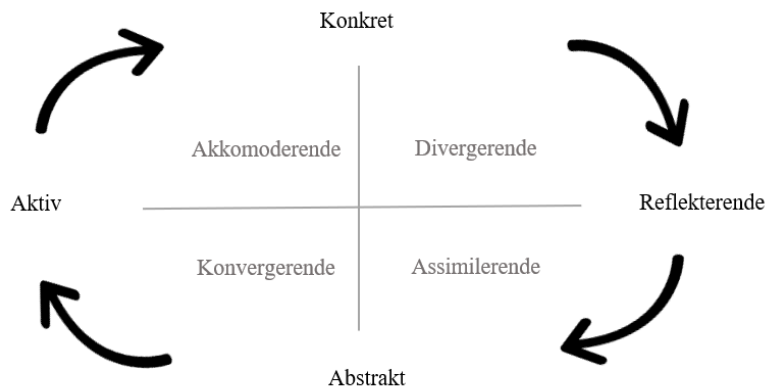 Konkret
Akkomoderende
Divergerende
Aktiv
Reflekterende
Konvergerende
Assimilerende
Abstrakt